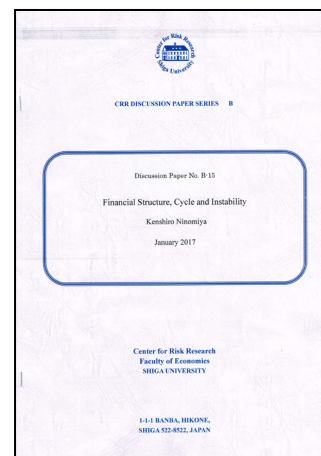 Center for Risk Research
Shiga University
CRR DISCUSSION PAPER SERIES B
Discussion Paper No. B-15
Financial Structure, Cycle and Instability
Kenshiro Ninomiya
January 2017
Center for Risk Research
Faculty of Economics
SHIGA UNIVERSITY
1-1-1 BANBA, HIKONE,
SHIGA 522-8522, JAPAN